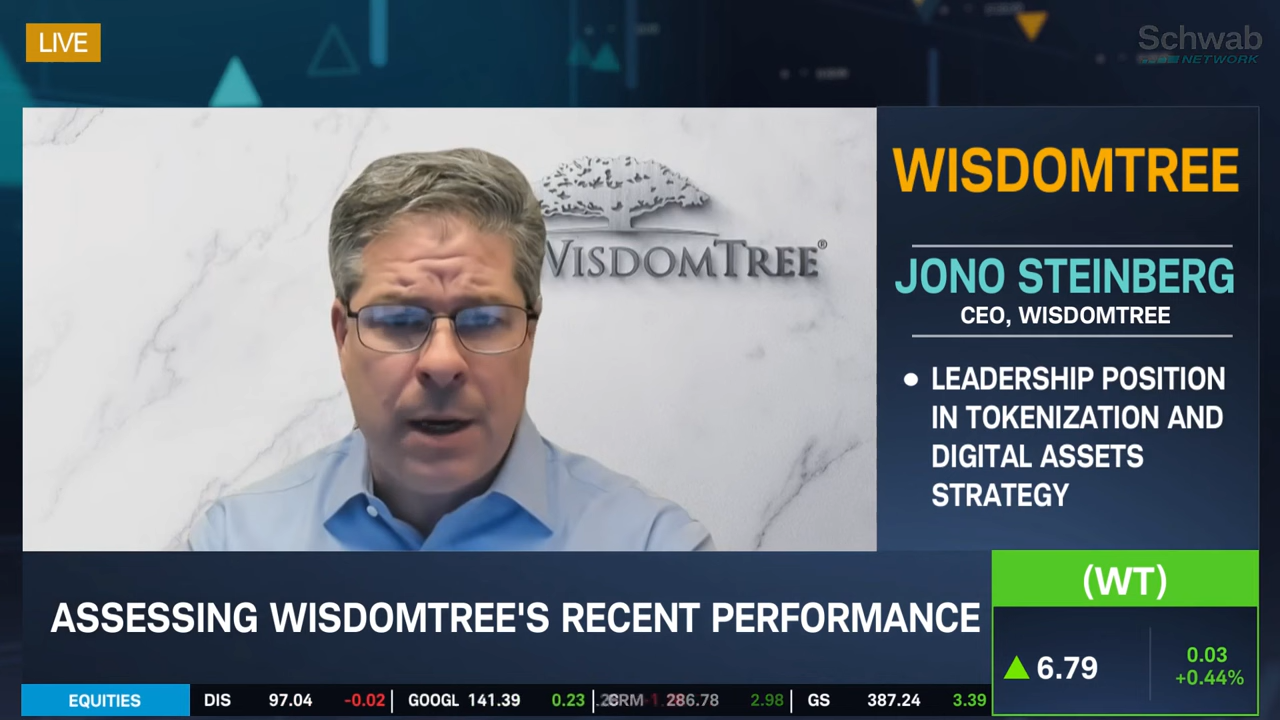 LIVE
Schwab
NETWORK
WISDOMTREE®
WISDOMTREE
JONO STEINBERG
CEO, WISDOMTREE
• LEADERSHIP POSITION
IN TOKENIZATION AND
DIGITAL ASSETS
STRATEGY
ASSESSING WISDOMTREE'S RECENT PERFORMANCE
(WT)
▲ 6.79
0.03
+0.44%
EQUITIES DIS 97.04 -0.02 GOOGL 141.39 0.23 CRM 286.78 2.98 GS 387.24 3.39